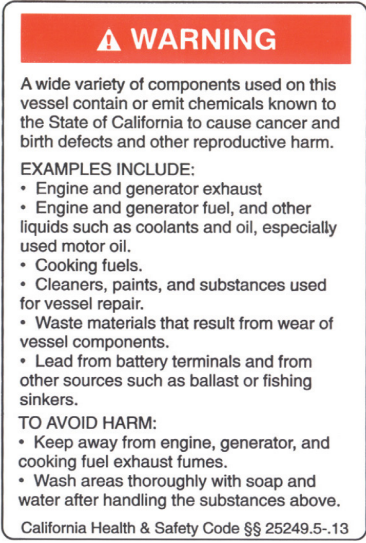 ⚠ WARNING
A wide variety of components used on this
vessel contain or emit chemicals known to
the State of California to cause cancer and
birth defects and other reproductive harm.
EXAMPLES INCLUDE:
• Engine and generator exhaust
• Engine and generator fuel, and other
liquids such as coolants and oil, especially
used motor oil.
• Cooking fuels.
• Cleaners, paints, and substances used
for vessel repair.
• Waste materials that result from wear of
vessel components.
• Lead from battery terminals and from
other sources such as ballast or fishing
sinkers.
TO AVOID HARM:
• Keep away from engine, generator, and
cooking fuel exhaust fumes.
• Wash areas thoroughly with soap and
water after handling the substances above.
California Health & Safety Code §§ 25249.5-.13